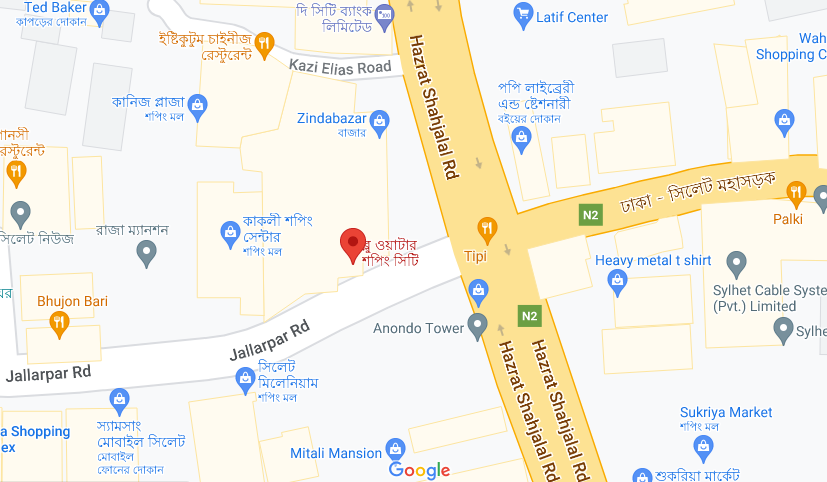 Ted Baker
কাপড়ের দোকান
দি সিটি ব্যাংক
লিমিটেড
Latif Center
ইষ্টিকুটুম চাইনীজ
রেস্টুরেন্ট
Kazi Elias Road
Hazrat Shahjalal Rd
Wah
Shopping C
কানিজ প্লাজা
শপিং মল
Zindabazar
বাজার
পপি লাইব্রেরী
এন্ড ষ্টেশনারী
বইয়ের দোকান
পানসী
রেস্টুরেন্ট
ঢাকা - সিলেট মহাসড়ক
N2
Palki
সিলেট নিউজ
রাজা ম্যানশন
কাকলী শপিং
সেন্টার
শপিং মল
ব্লু ওয়াটার
শপিং সিটি
Tipi
Heavy metal t shirt
Sylhet Cable Syste
(Pvt.) Limited
Bhujon Bari
N2
Anondo Tower
Sylhe
Jallarpar Rd
Jallarpar Rd
Hazrat Shahjalal Rd
Hazrat Shahjalal Rd
সিলেট
মিলেনিয়াম
শপিং মল
স্যামসাং
মোবাইল সিলেট
মোবাইল
ফোনের দোকান
a Shopping
ex
Mitali Mansion
Google
Sukriya Market
শপিং মল
শুকরিয়া মার্কেট